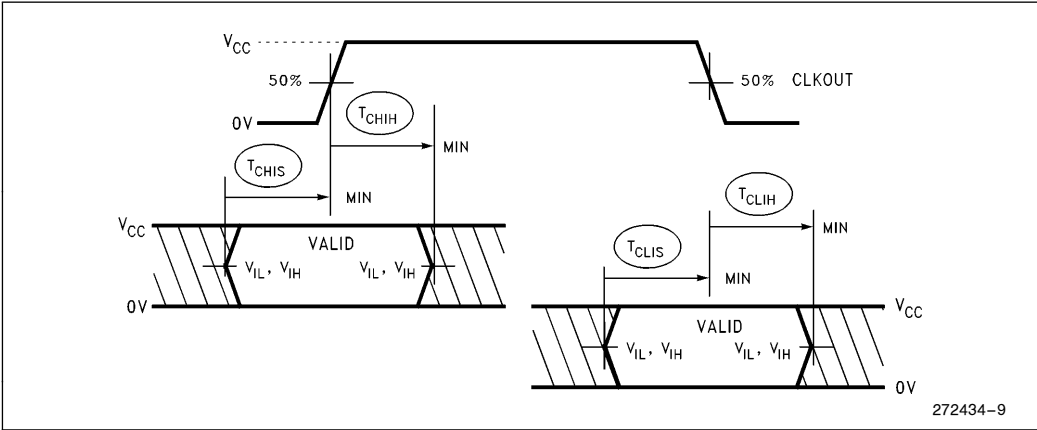 VCC
50%
50% CLKOUT
0V
TCHIH
MIN
TCHIS
MIN
TCLIH
MIN
VCC
VALID
VIL, VIH VIL, VIH
0V
TCLIS
MIN
VCC
VALID
VIL, VIH VIL, VIH
0V
272434–9